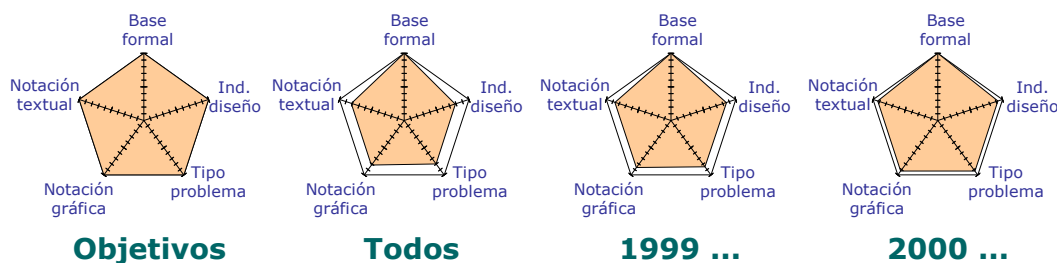 Base
formal
Notación
textual
Ind.
diseño
Notación
gráfica
Tipo
problema
Objetivos
Base
formal
Notación
textual
Ind.
diseño
Notación
gráfica
Tipo
problema
Todos
Base
formal
Notación
textual
Ind.
diseño
Notación
gráfica
Tipo
problema
1999 ...
Base
formal
Notación
textual
Ind.
diseño
Notación
gráfica
Tipo
problema
2000 ...